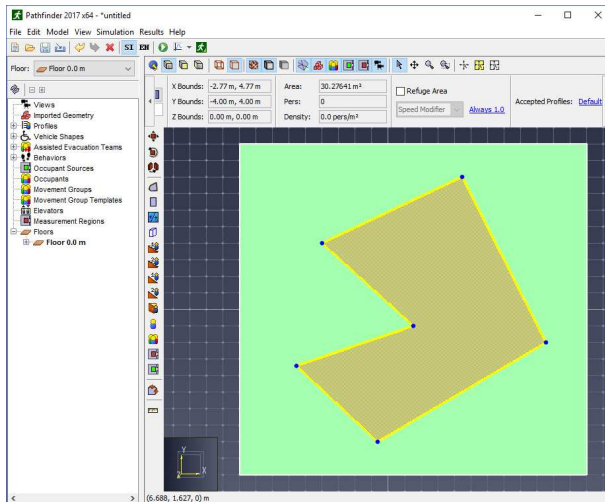 Pathfinder 2017 x64 - *untitled
File Edit Model View Simulation Results Help
SI EN
Floor: Floor 0.0 m
X Bounds: -2.77 m, 4.77 m Area: 30.27641 m² Refuge Area
Y Bounds: -4.00 m, 4.00 m Pers: 0 Speed Modifier Always 1.0 Accepted Profiles: Default
Z Bounds: 0.00 m, 0.00 m Density: 0.0 pers/m²
Views
Imported Geometry
Profiles
Vehicle Shapes
Assisted Evacuation Teams
Behaviors
Occupant Sources
Occupants
Movement Groups
Movement Group Templates
Elevators
Measurement Regions
Floors
Floor 0.0 m
Y
Z X
(6.688, 1.627, 0) m